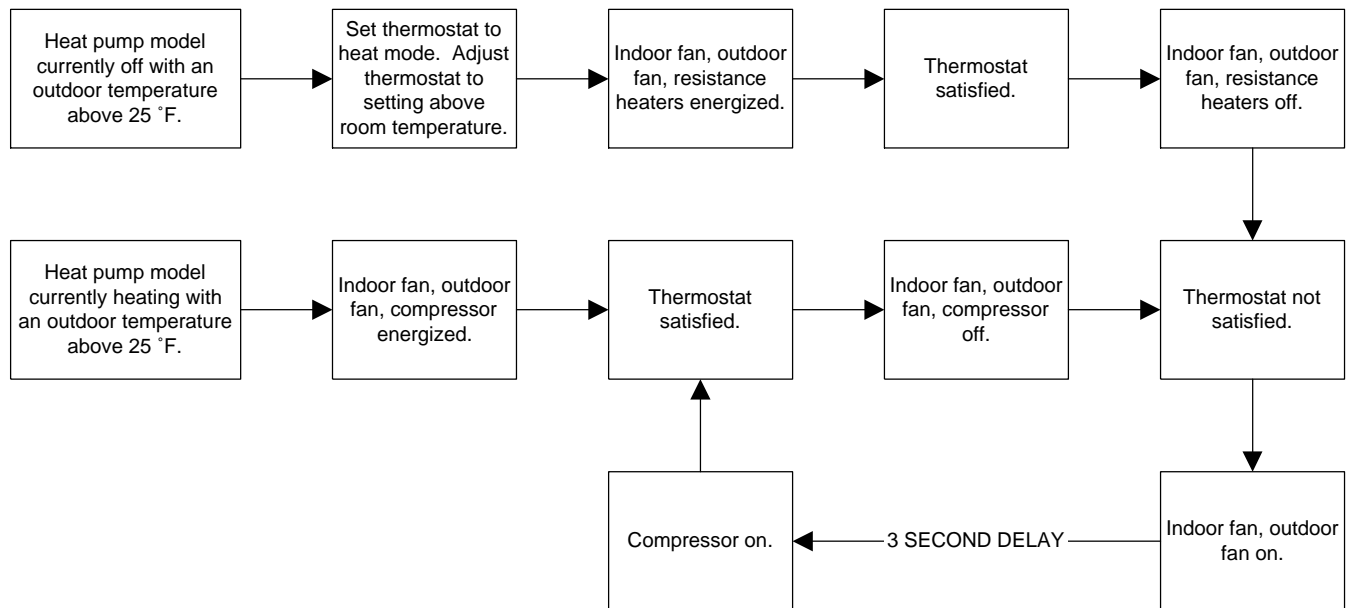 Heat pump model
currently off with an
outdoor temperature
above 25 ˚F.
Set thermostat to
heat mode.  Adjust
thermostat to
setting above
room temperature.
Indoor fan, outdoor
fan, resistance
heaters energized.
Thermostat
satisfied.
Indoor fan, outdoor
fan, resistance
heaters off.
Heat pump model
currently heating with
an outdoor temperature
above 25 ˚F.
Indoor fan, outdoor
fan, compressor
energized.
Thermostat
satisfied.
Indoor fan, outdoor
fan, compressor
off.
Thermostat not
satisfied.
Compressor on.
3 SECOND DELAY
Indoor fan, outdoor
fan on.